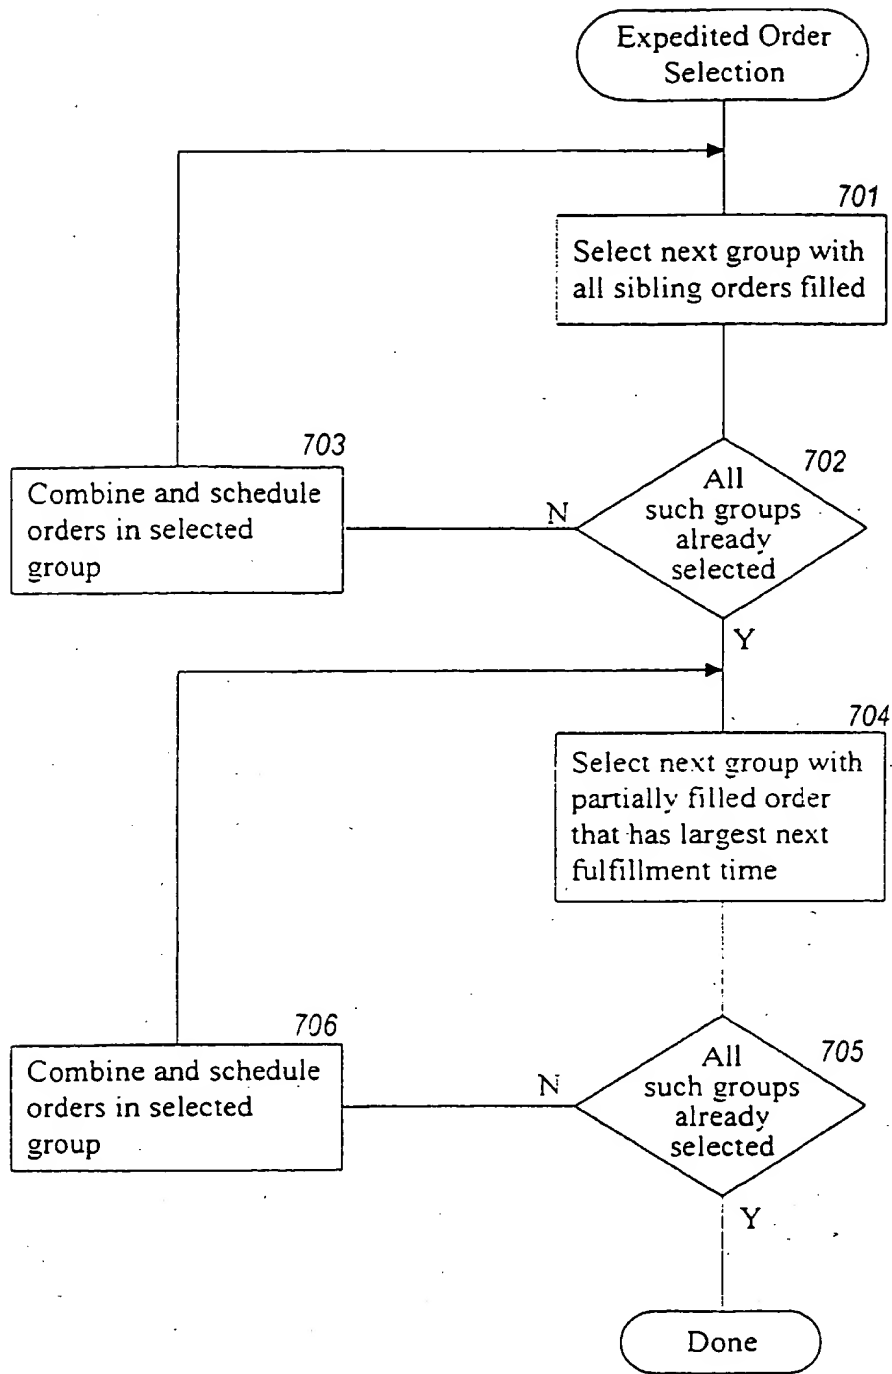 Expedited Order
Selection
701
Select next group with
all sibling orders filled
702
All
such groups
already
selected
N
703
Combine and schedule
orders in selected
group
Y
704
Select next group with
partially filled order
that has largest next
fulfillment time
705
All
such groups
already
selected
N
706
Combine and schedule
orders in selected
group
Y
Done